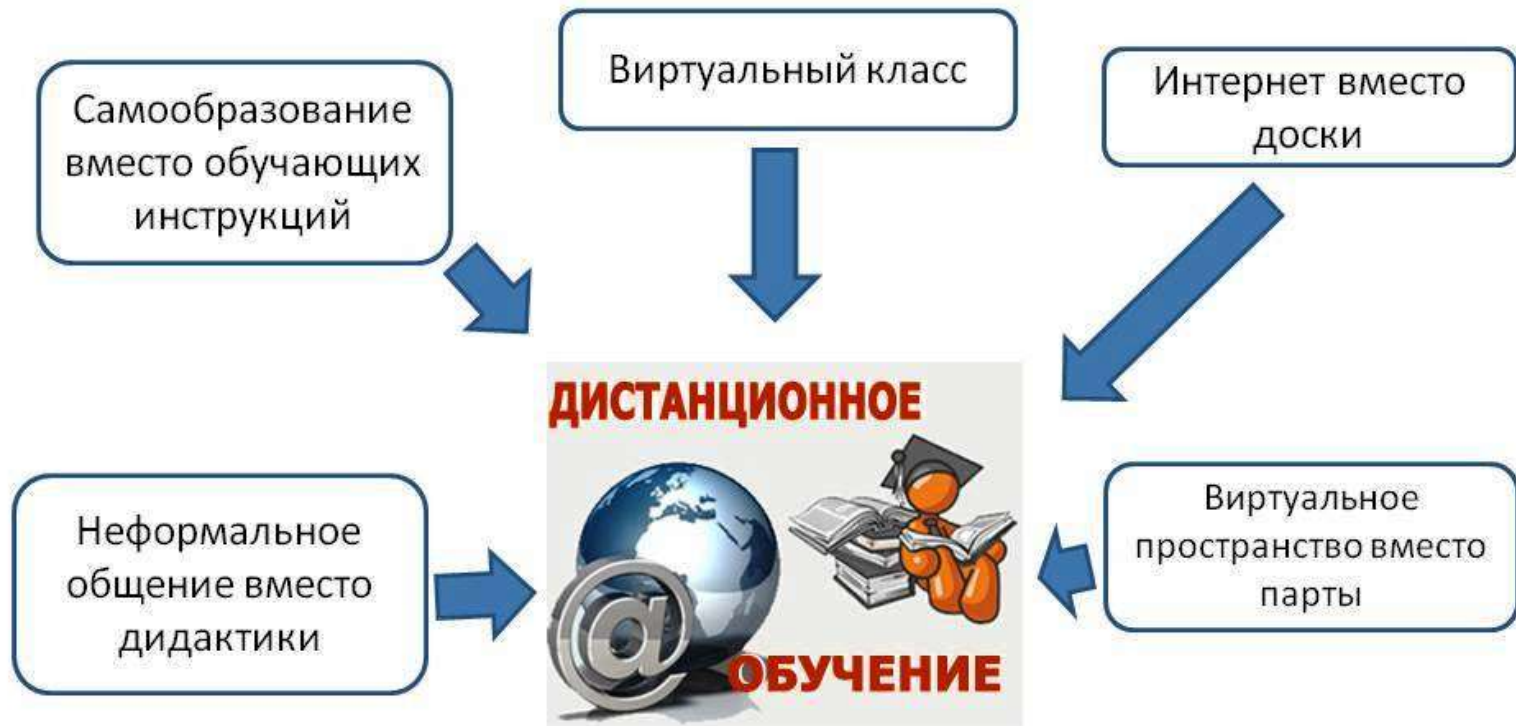 Виртуальный класс
Самообразование
вместо обучающих
инструкций
Интернет вместо
доски
ДИСТАНЦИОННОЕ
Неформальное
общение вместо
дидактики
@
Виртуальное
пространство вместо
парты
ОБУЧЕНИЕ